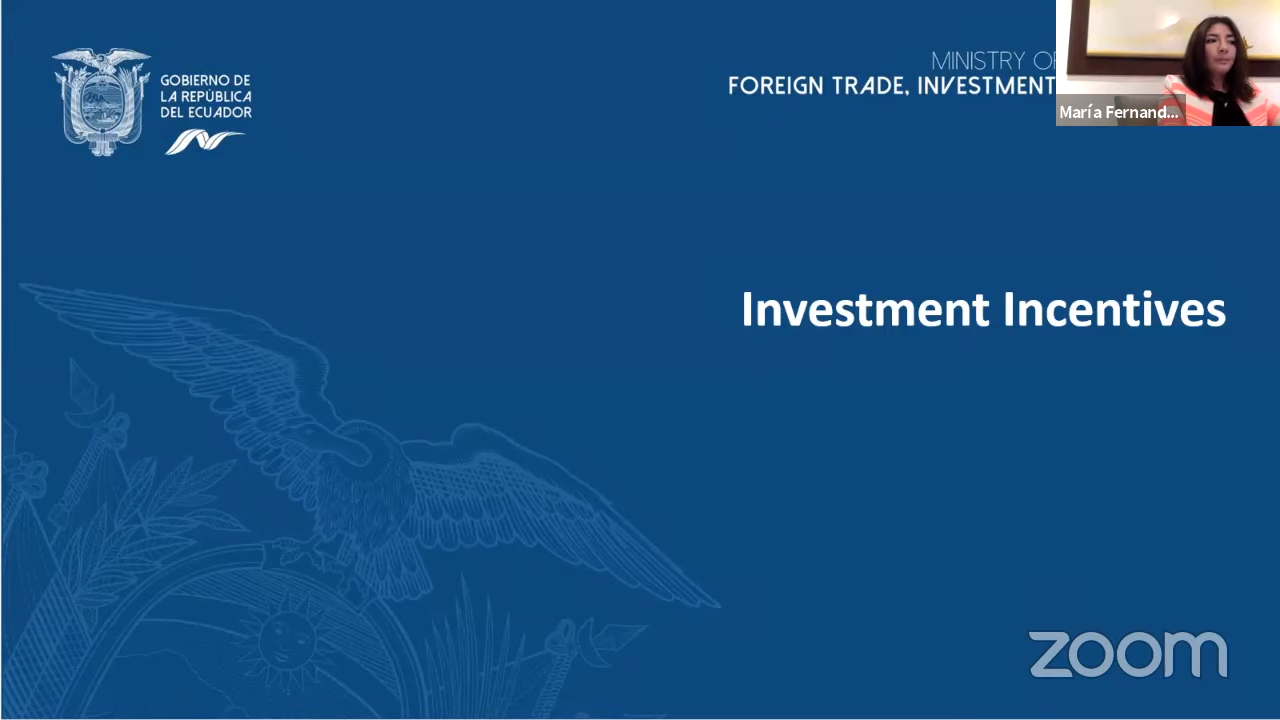 GOBIERNO DE
LA REPÚBLICA
DEL ECUADOR
MINISTRY OF
FOREIGN TRADE, INVESTMENT
María Fernand...
Investment Incentives
zoom